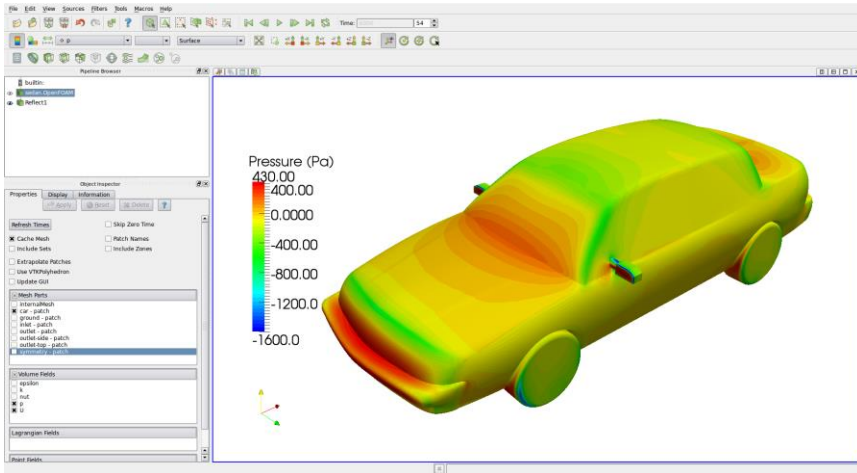 File Edit View Sources Filters Tools Macros Help
Time: 54
p Surface
Pipeline Browser
builtin:
sedan.OpenFOAM
Reflect1
Object Inspector
Properties Display Information
Apply Reset Delete ?
Refresh Times Skip Zero Time
Cache Mesh Patch Names
Include Sets Include Zones
Extrapolate Patches
Use VTKPolyhedron
Update GUI
Mesh Parts
internalMesh
car - patch
ground - patch
inlet - patch
outlet - patch
outlet-side - patch
outlet-top - patch
symmetry - patch
Volume Fields
epsilon
k
nut
p
U
Lagrangian Fields
Point Fields
Pressure (Pa)
430.00
400.00
0.0000
-400.00
-800.00
-1200.0
-1600.0